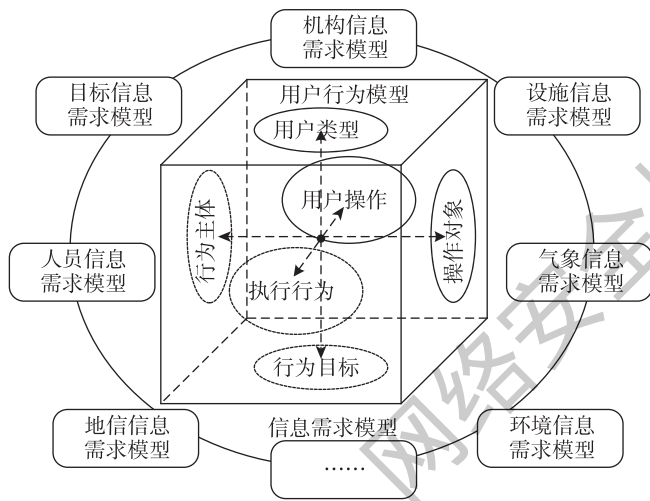 机构信息
需求模型
目标信息
需求模型
设施信息
需求模型
用户行为模型
用户类型
用户操作
行为主体
操作对象
人员信息
需求模型
气象信息
需求模型
执行行为
行为目标
地信信息
需求模型
信息需求模型
……
环境信息
需求模型
网络安全